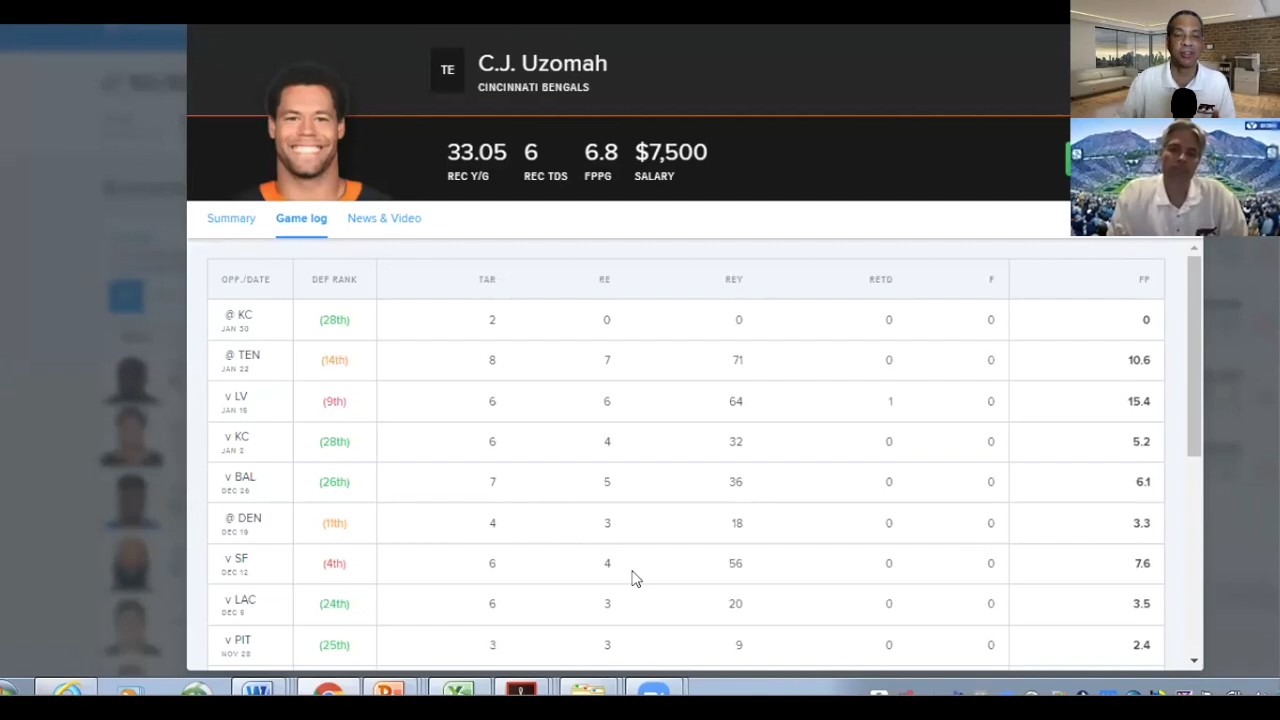 TE
C.J. Uzomah
CINCINNATI BENGALS
33.05 6 6.8 $7,500
REC Y/G REC TDS FPPG SALARY
Summary Game log News & Video
OPP./DATE DEF RANK TAR RE REY RETD F FP
@ KC (28th) 2 0 0 0 0 0
JAN 30
@ TEN (14th) 8 7 71 0 0 10.6
JAN 22
v LV (9th) 6 6 64 1 0 15.4
JAN 15
v KC (28th) 6 4 32 0 0 5.2
JAN 2
v BAL (26th) 7 5 36 0 0 6.1
DEC 26
@ DEN (11th) 4 3 18 0 0 3.3
DEC 19
v SF (4th) 6 4 56 0 0 7.6
DEC 12
v LAC (24th) 6 3 20 0 0 3.5
DEC 5
v PIT (25th) 3 3 9 0 0 2.4
NOV 28